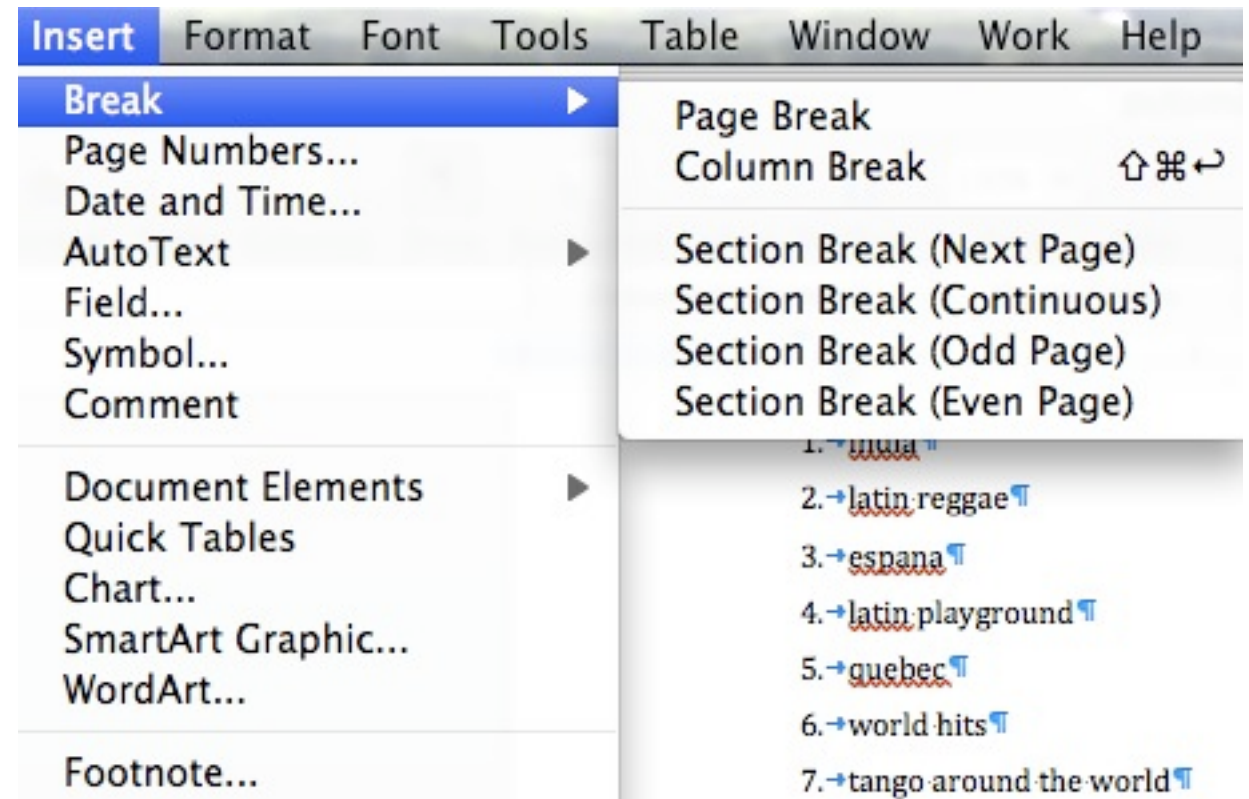 Insert Format Font Tools Table Window Work Help
Break
Page Numbers...
Date and Time...
AutoText
Field...
Symbol...
Comment
Document Elements
Quick Tables
Chart...
SmartArt Graphic...
WordArt...
Footnote...
Page Break
Column Break ⇧⌘↩
Section Break (Next Page)
Section Break (Continuous)
Section Break (Odd Page)
Section Break (Even Page)
1.
2.→latin·reggae¶
3.→espana¶
4.→latin·playground¶
5.→quebec¶
6.→world·hits¶
7.→tango·around·the·world¶